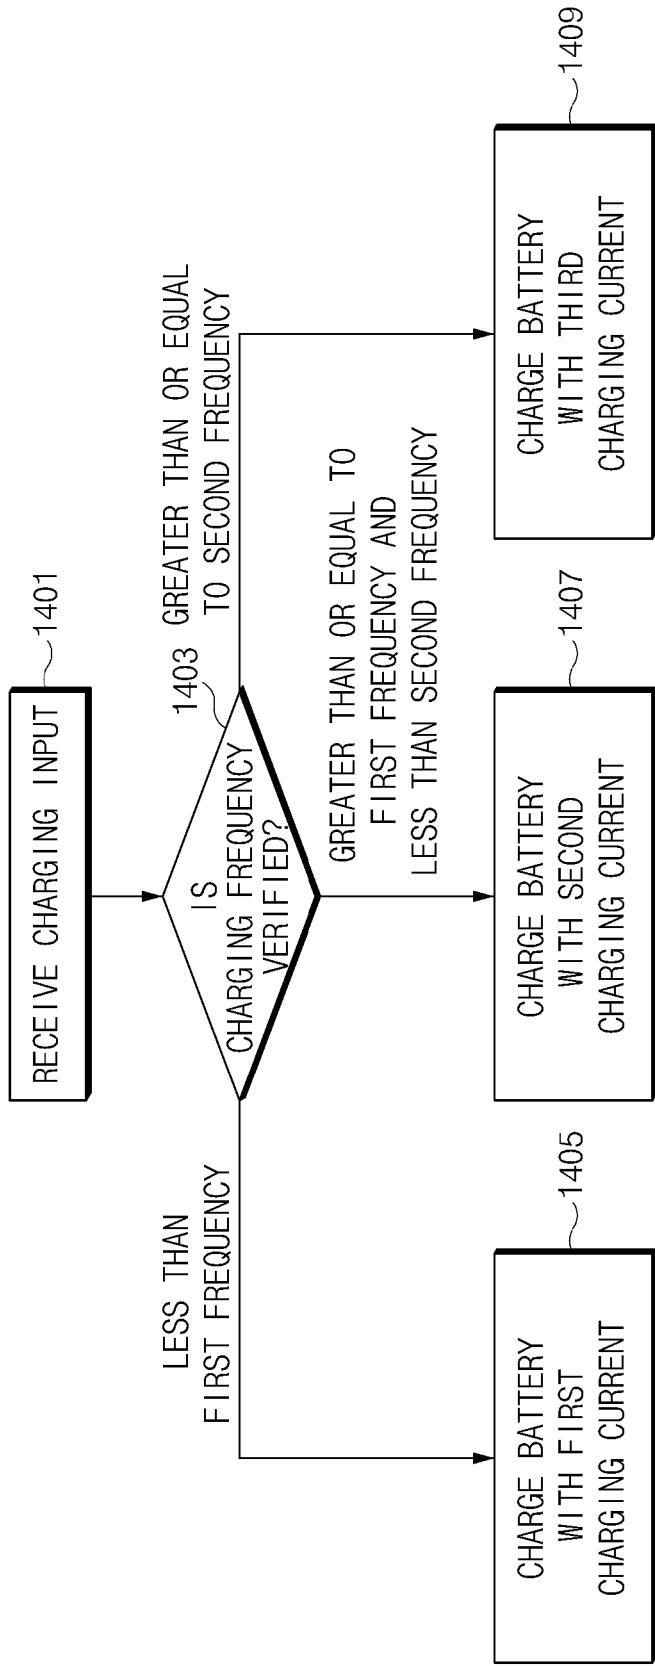 RECEIVE CHARGING INPUT
1401
IS
CHARGING FREQUENCY
VERIFIED?
1403
LESS THAN
FIRST FREQUENCY
GREATER THAN OR EQUAL
TO SECOND FREQUENCY
GREATER THAN OR EQUAL TO
FIRST FREQUENCY AND
LESS THAN SECOND FREQUENCY
CHARGE BATTERY
WITH FIRST
CHARGING CURRENT
1405
CHARGE BATTERY
WITH SECOND
CHARGING CURRENT
1407
CHARGE BATTERY
WITH THIRD
CHARGING CURRENT
1409